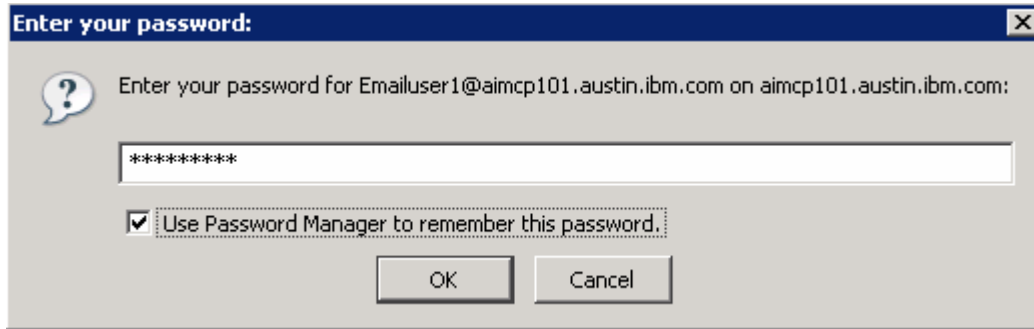 Enter your password:
Enter your password for Emailuser1@aimcp101.austin.ibm.com on aimcp101.austin.ibm.com:
*********
Use Password Manager to remember this password.
OK
Cancel